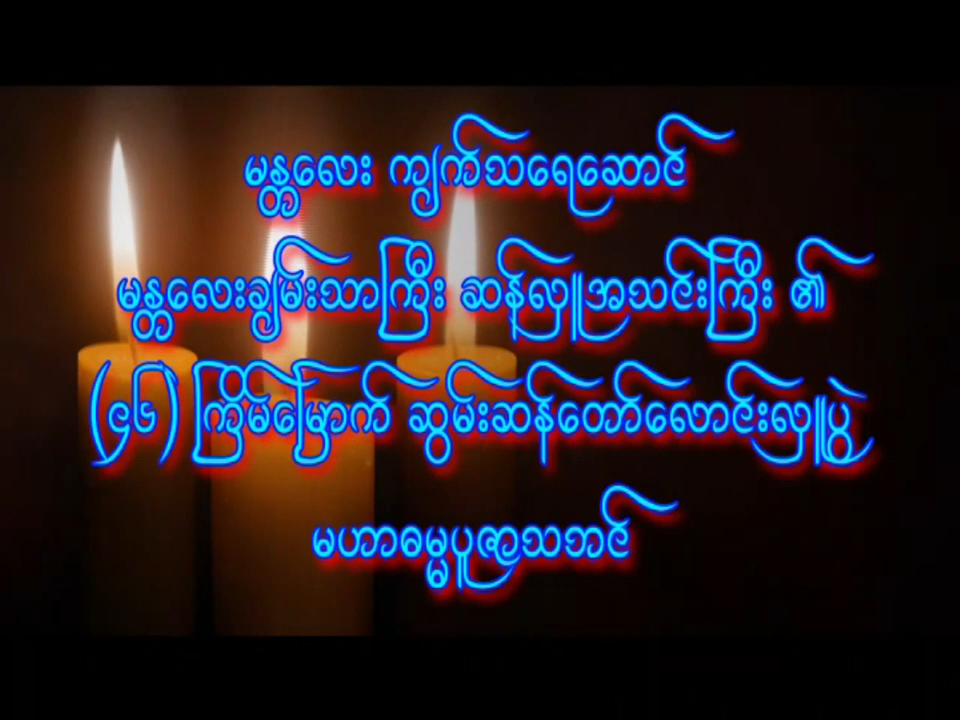 မန္တလေး ကျက်သရေဆောင်
မန္တလေးချမ်းသာကြီး ဆန်လှူအသင်းကြီး ၏
(၄၆) ကြိမ်မြောက် ဆွမ်းဆန်တော်လောင်းလှူပွဲ
မဟာဓမ္မပူဇာသဘင်